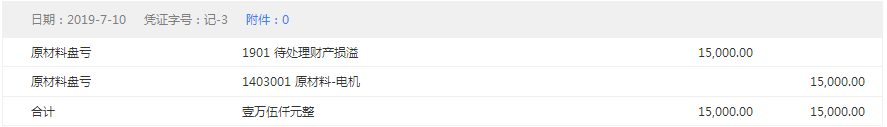 日期：2019-7-10 凭证字号：记-3 附件：0
原材料盘亏 1901 待处理财产损溢 15,000.00
原材料盘亏 1403001 原材料-电机 15,000.00
合计 壹万伍仟元整 15,000.00 15,000.00